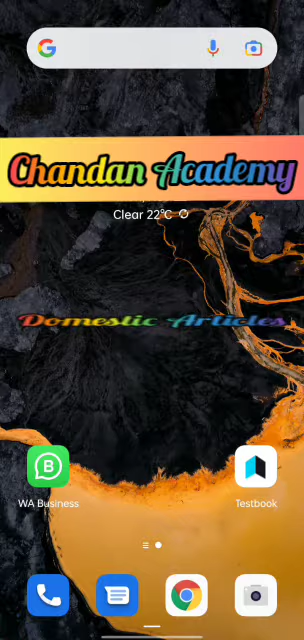 Chandan Academy
Clear 22°C
Domestic Articles
WA Business
Testbook